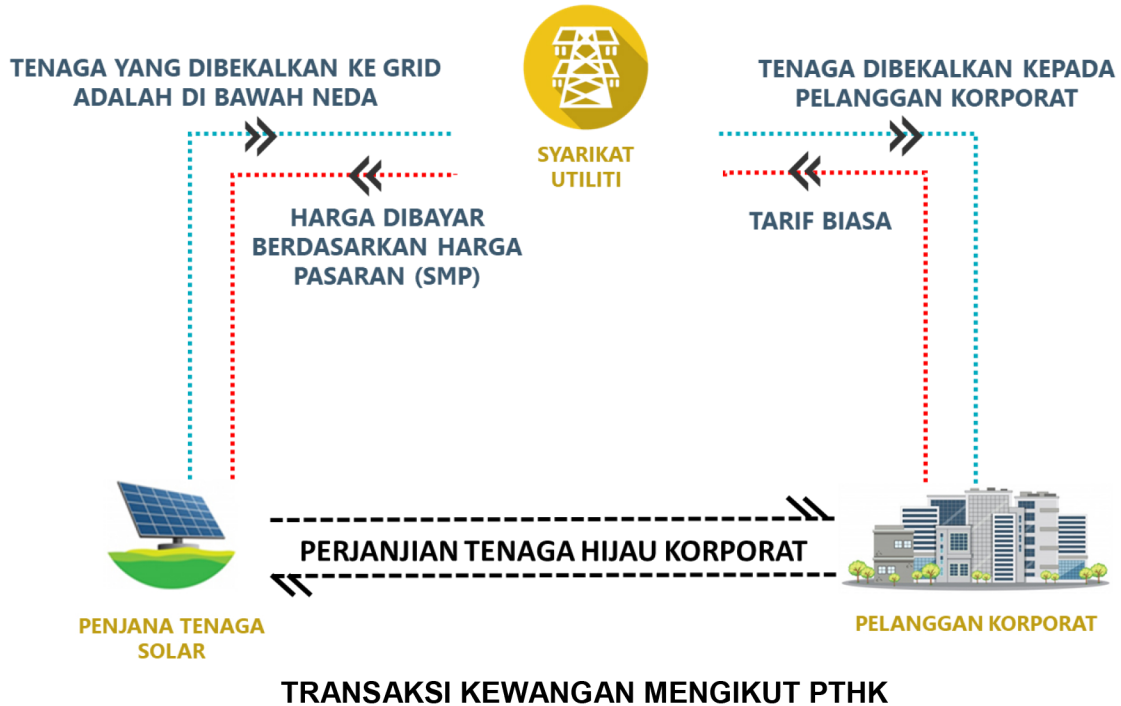 TENAGA YANG DIBEKALKAN KE GRID
ADALAH DI BAWAH NEDA
TENAGA DIBEKALKAN KEPADA
PELANGGAN KORPORAT
SYARIKAT
UTILITI
HARGA DIBAYAR
BERDASARKAN HARGA
PASARAN (SMP)
TARIF BIASA
PERJANJIAN TENAGA HIJAU KORPORAT
PENJANA TENAGA
SOLAR
PELANGGAN KORPORAT
TRANSAKSI KEWANGAN MENGIKUT PTHK